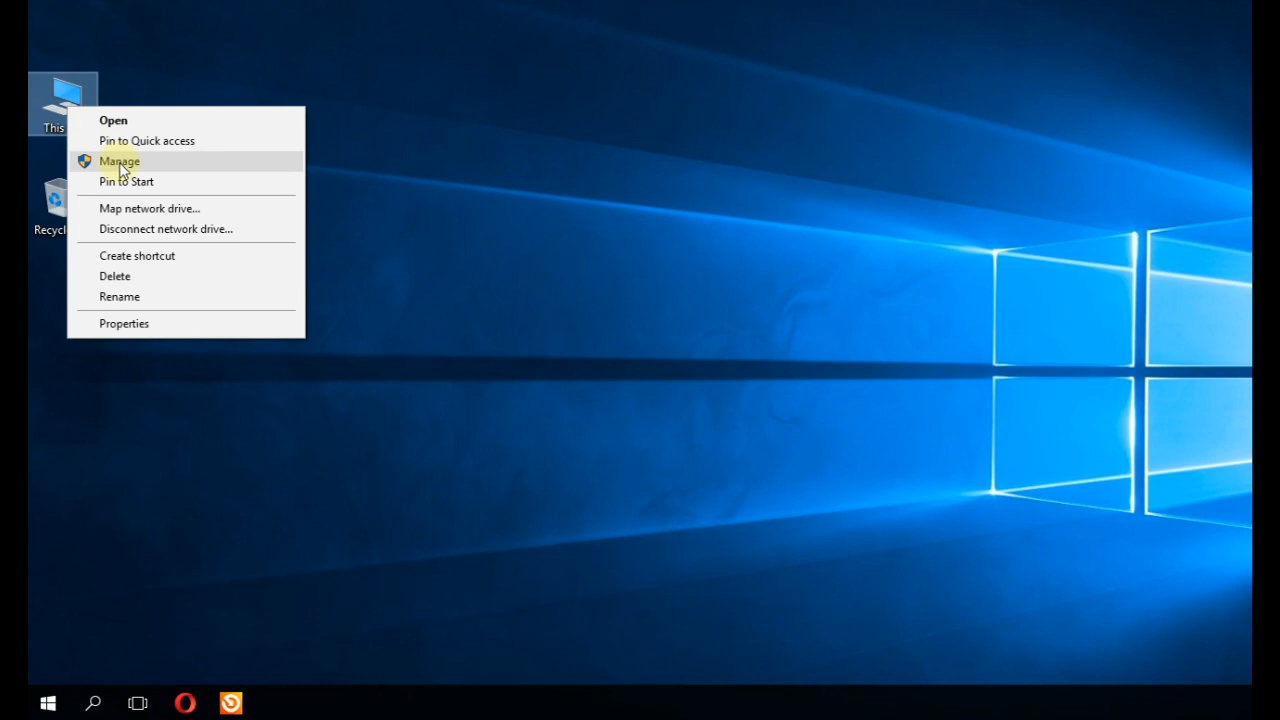 This
Open
Pin to Quick access
Manage
Pin to Start
Map network drive...
Disconnect network drive...
Create shortcut
Delete
Rename
Properties